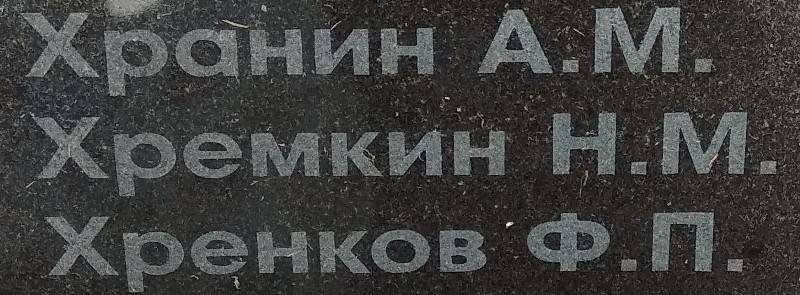 Хранин А.М.
Хремкин Н.М.
Хренков Ф.П.